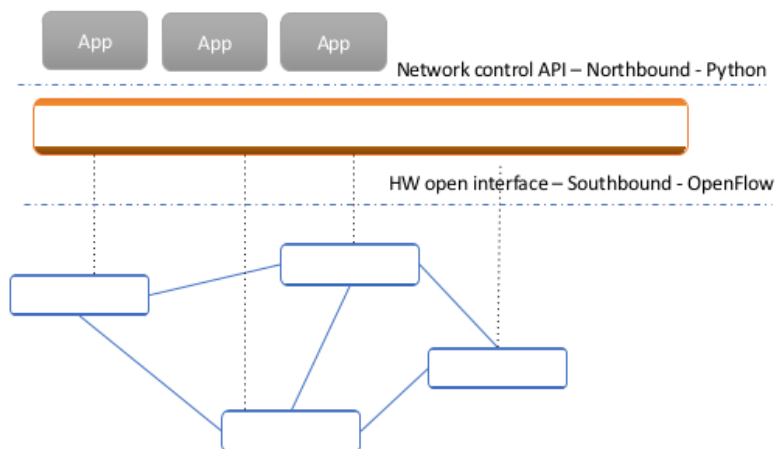 App
App
App
Network control API – Northbound - Python
HW open interface – Southbound - OpenFlow